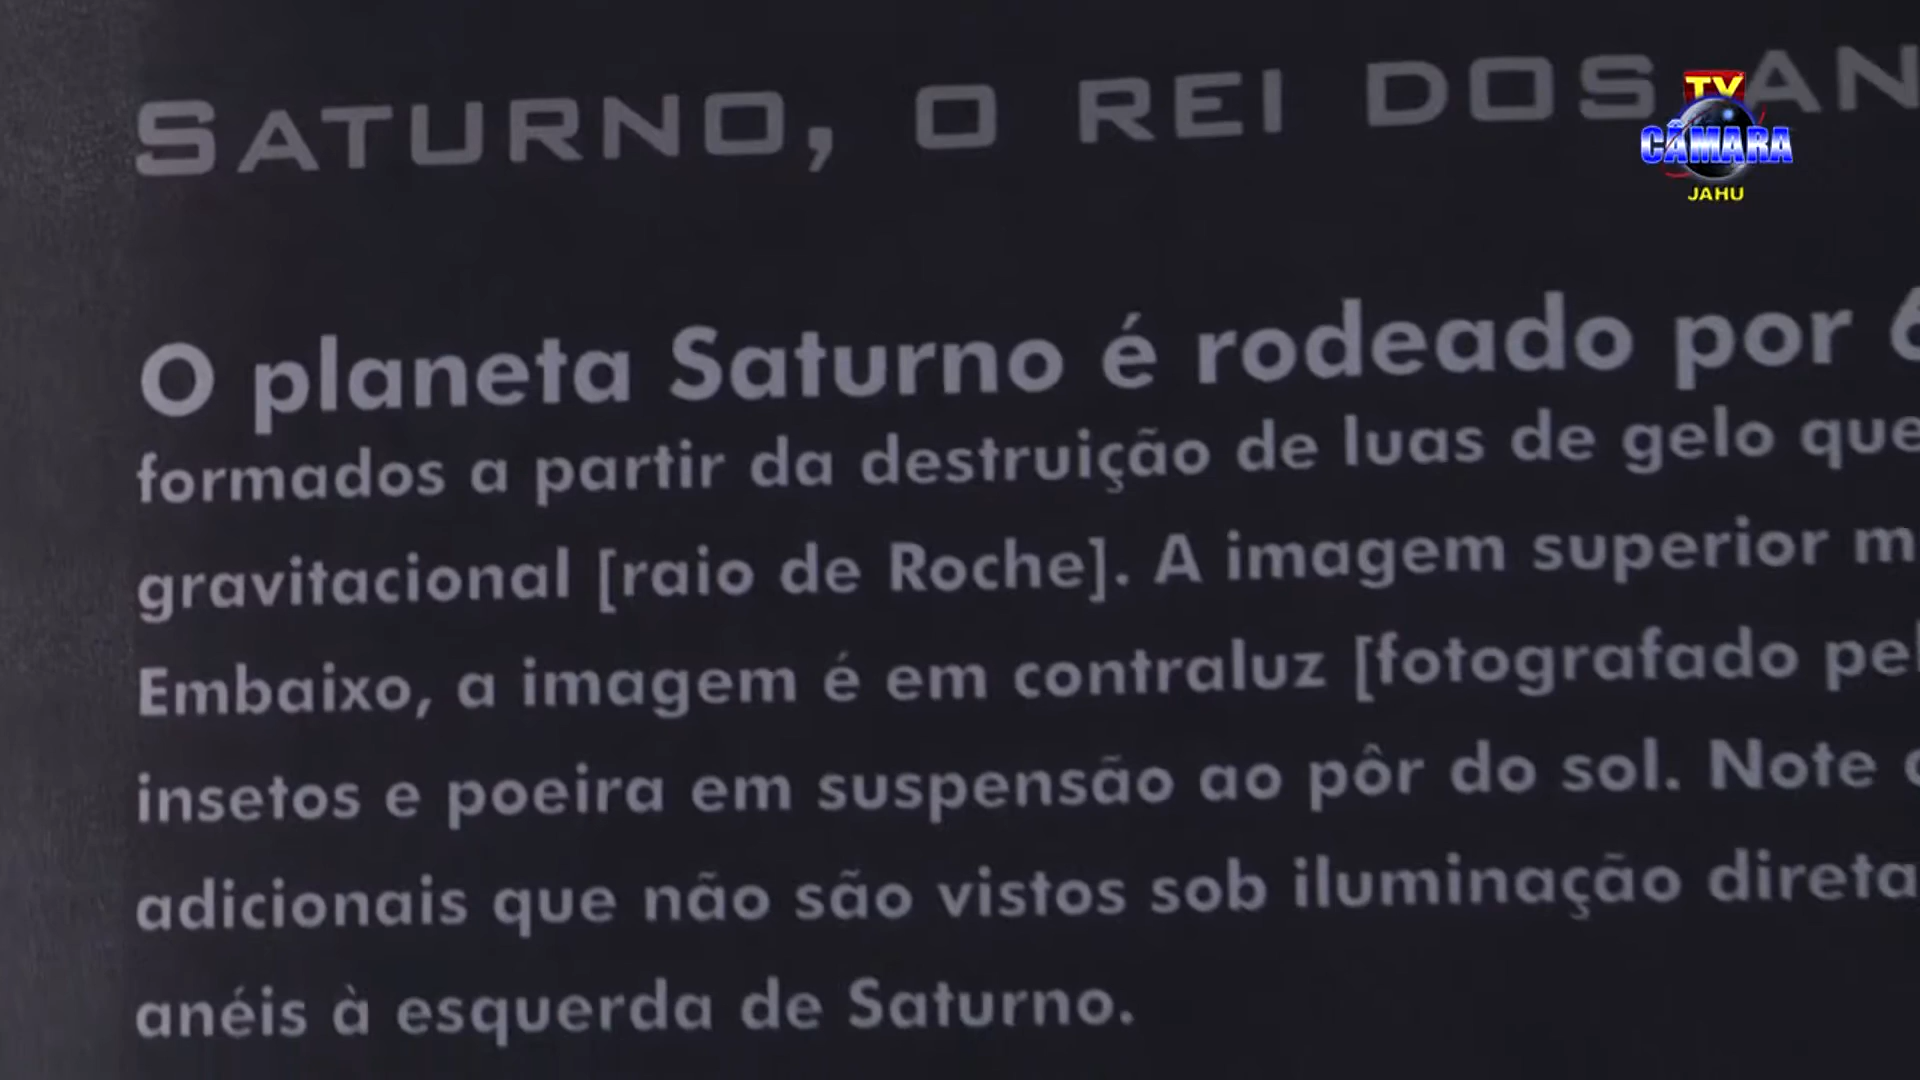 SATURNO, O REI DOS AN
TV
CÂMARA
JAHU
O planeta Saturno é rodeado por 6
formados a partir da destruição de luas de gelo que
gravitacional [raio de Roche]. A imagem superior m
Embaixo, a imagem é em contraluz [fotografado pel
insetos e poeira em suspensão ao pôr do sol. Note
adicionais que não são vistos sob iluminação direta
anéis à esquerda de Saturno.